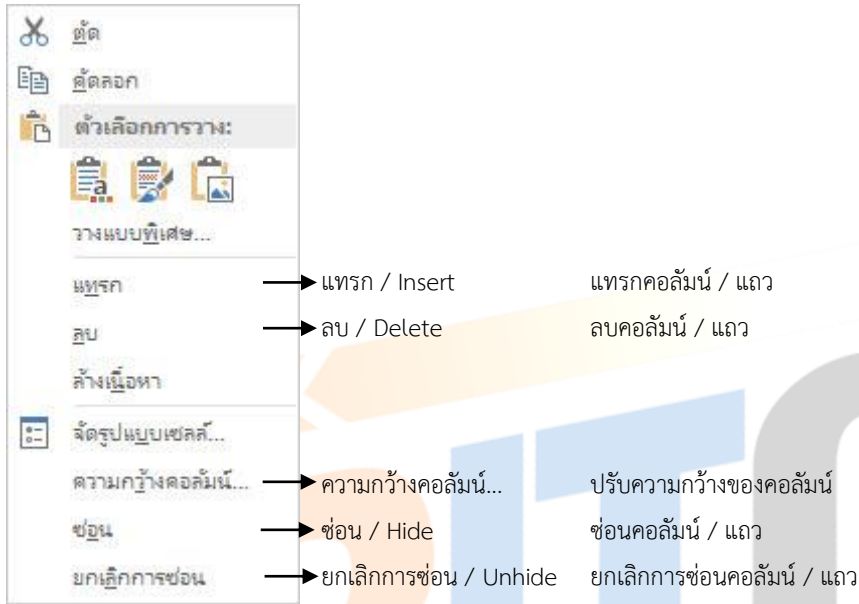 ตัด
คัดลอก
ตัวเลือกการวาง:
วางแบบพิเศษ...
แทรก แทรก / Insert แทรกคอลัมน์ / แถว
ลบ ลบ / Delete ลบคอลัมน์ / แถว
ล้างเนื้อหา
จัดรูปแบบเซลล์...
ความกว้างคอลัมน์... ความกว้างคอลัมน์... ปรับความกว้างของคอลัมน์
ซ่อน ซ่อน / Hide ซ่อนคอลัมน์ / แถว
ยกเลิกการซ่อน ยกเลิกการซ่อน / Unhide ยกเลิกการซ่อนคอลัมน์ / แถว